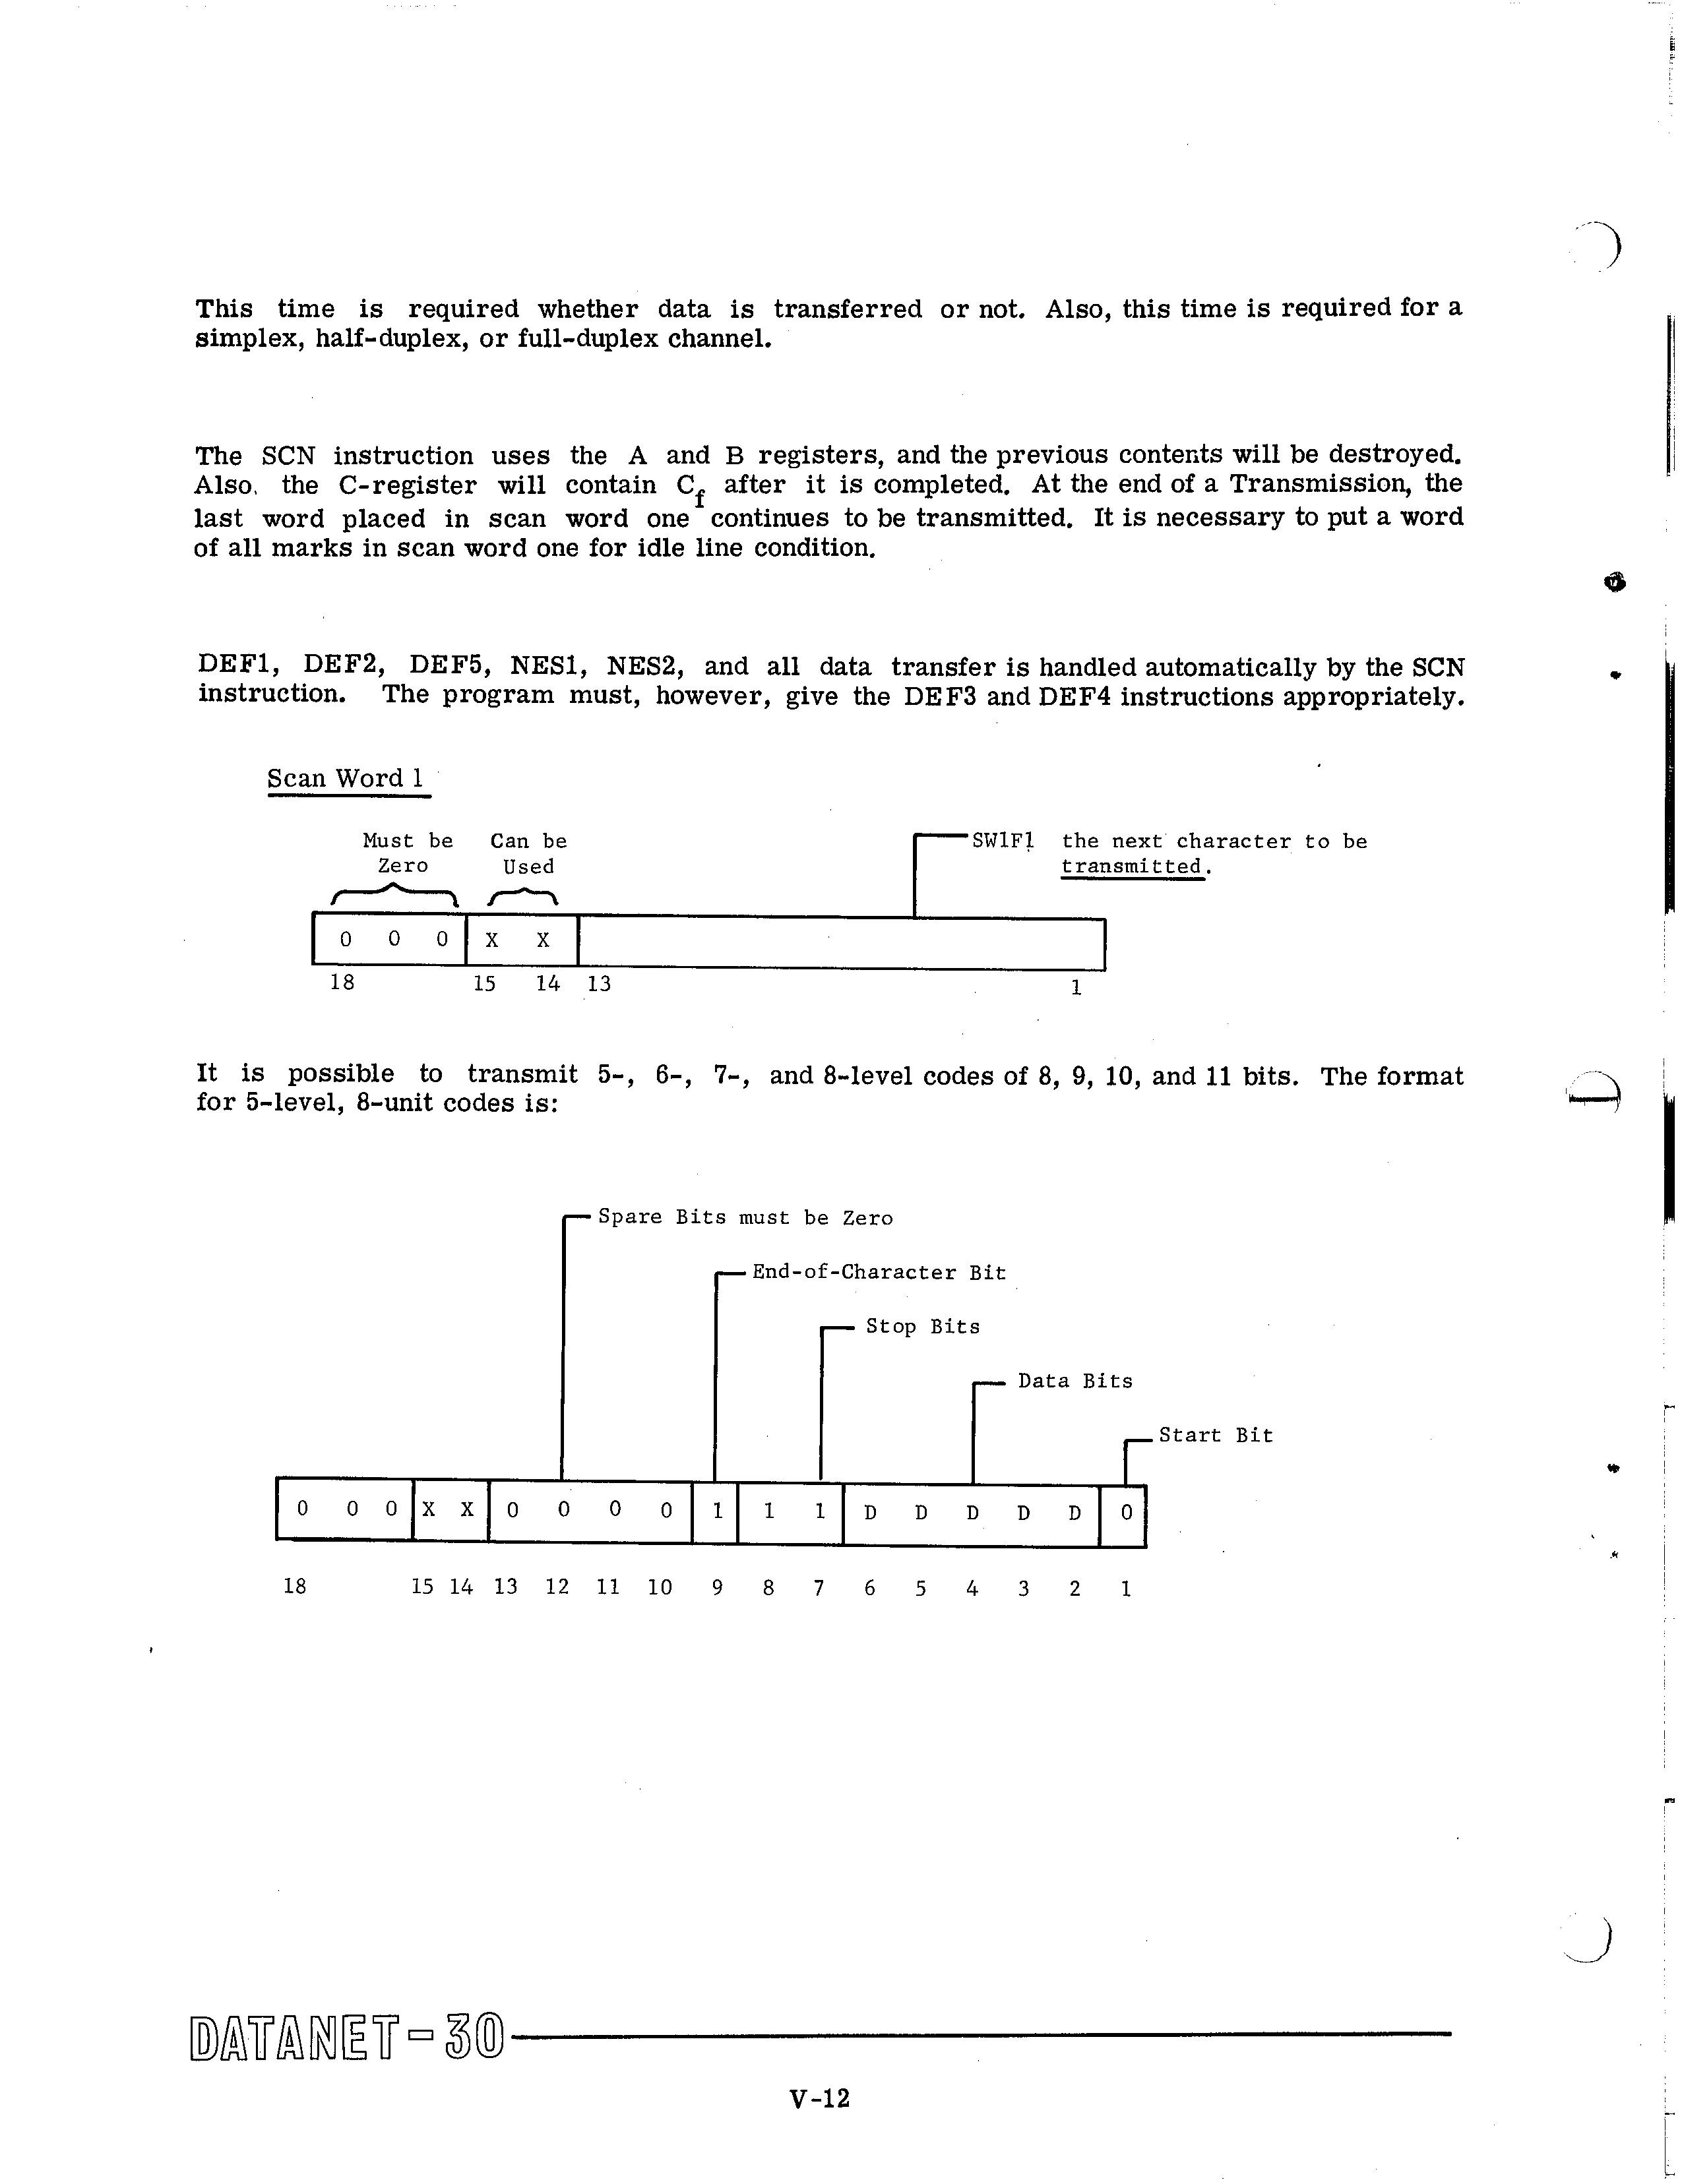 This time is required whether data is transferred or not. Also, this time is required for a
simplex, half-duplex, or full-duplex channel.
The SCN instruction uses the A and B registers, and the previous contents will be destroyed.
Also, the C-register will contain Cf after it is completed. At the end of a Transmission, the
last word placed in scan word one continues to be transmitted. It is necessary to put a word
of all marks in scan word one for idle line condition.
DEF1, DEF2, DEF5, NES1, NES2, and all data transfer is handled automatically by the SCN
instruction. The program must, however, give the DEF3 and DEF4 instructions appropriately.
Scan Word 1
Must be Can be SW1F1 the next character to be
Zero Used transmitted.
0 0 0 X X
18 15 14 13 1
It is possible to transmit 5-, 6-, 7-, and 8-level codes of 8, 9, 10, and 11 bits. The format
for 5-level, 8-unit codes is:
Spare Bits must be Zero
End-of-Character Bit
Stop Bits
Data Bits
Start Bit
0 0 0 X X 0 0 0 0 1 1 1 D D D D D 0
18 15 14 13 12 11 10 9 8 7 6 5 4 3 2 1
DATANET-30
V-12